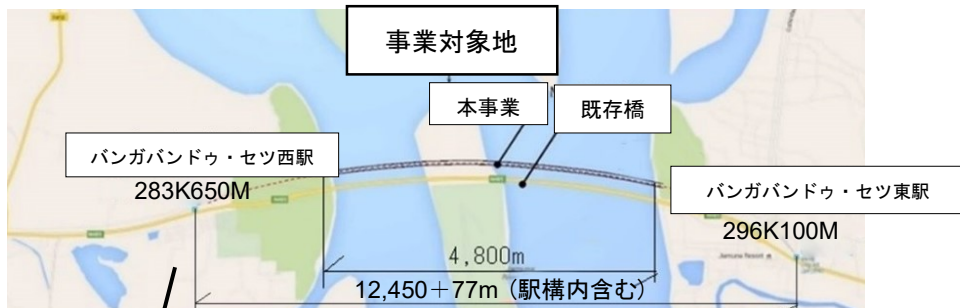 事業対象地
本事業
既存橋
バンガバンドゥ・セツ西駅
283K650M
バンガバンドゥ・セツ東駅
296K100M
Jamuna Resort
4,800m
12,450+77m（駅構内含む）